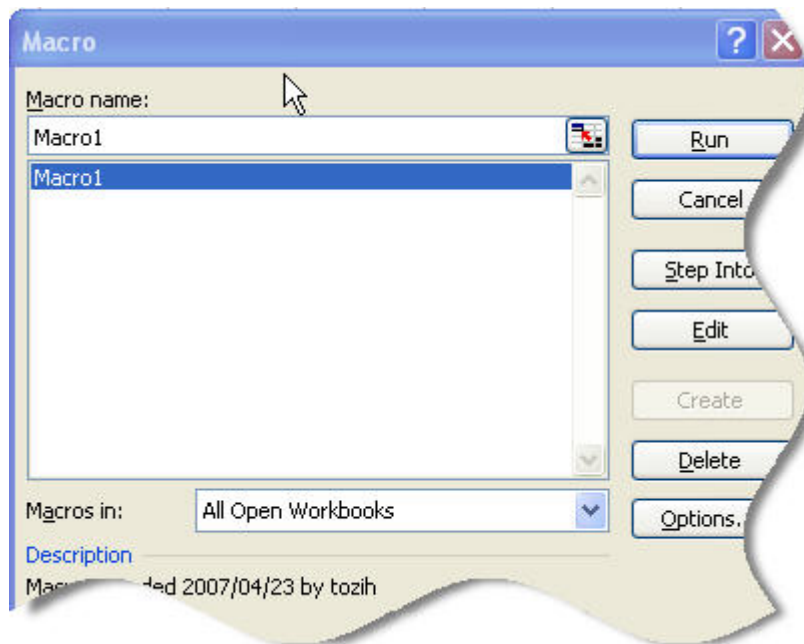 Macro
Macro name:
Macro1
Macro1
Run
Cancel
Step Into
Edit
Create
Delete
Options.
Macros in:
All Open Workbooks
Description
2007/04/23 by tozih